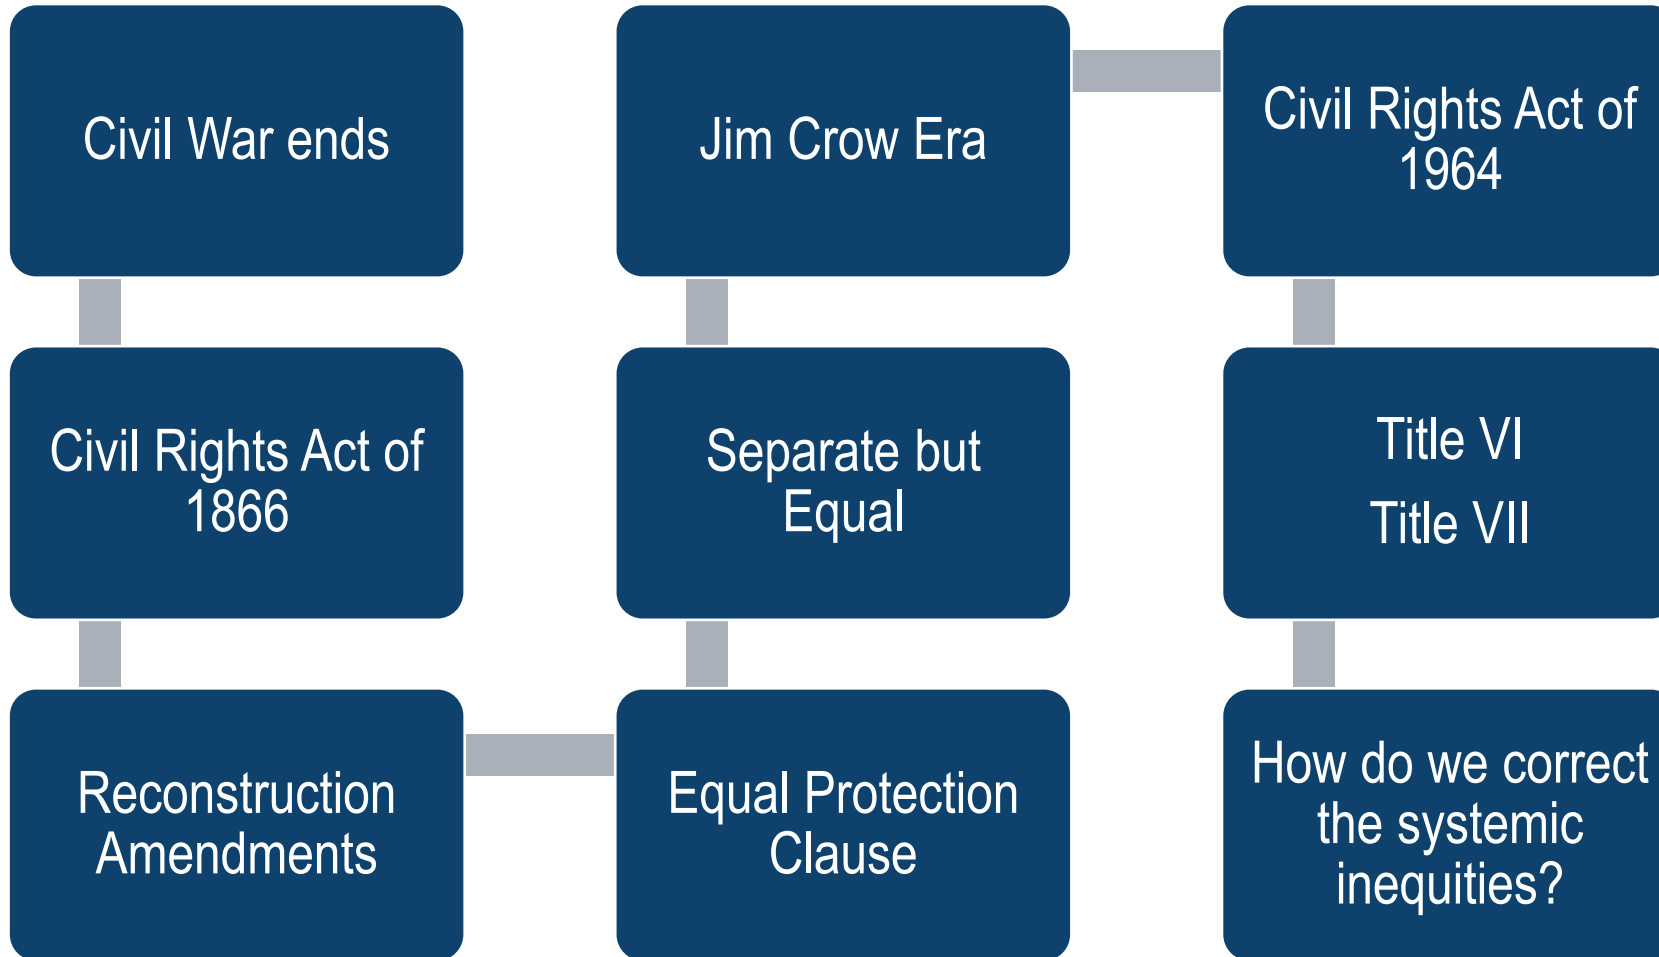 Civil War ends
Civil Rights Act of
1866
Reconstruction
Amendments
Equal Protection
Clause
Separate but
Equal
Jim Crow Era
Civil Rights Act of
1964
Title VI
Title VII
How do we correct
the systemic
inequities?